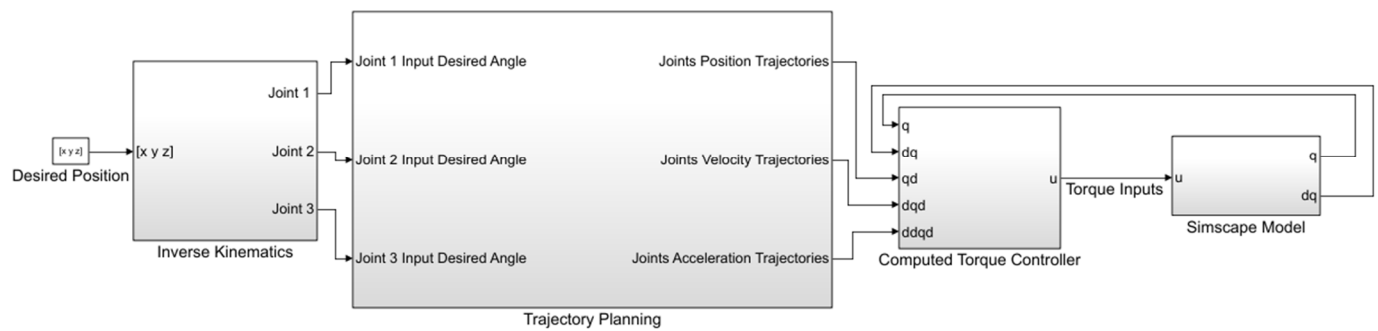 [x y z]
Desired Position
[x y z]
Joint 1
Joint 2
Joint 3
Inverse Kinematics
Joint 1 Input Desired Angle
Joint 2 Input Desired Angle
Joint 3 Input Desired Angle
Joints Position Trajectories
Joints Velocity Trajectories
Joints Acceleration Trajectories
Trajectory Planning
q
dq
qd
dqd
ddqd
u
Computed Torque Controller
Torque Inputs
u
q
dq
Simscape Model